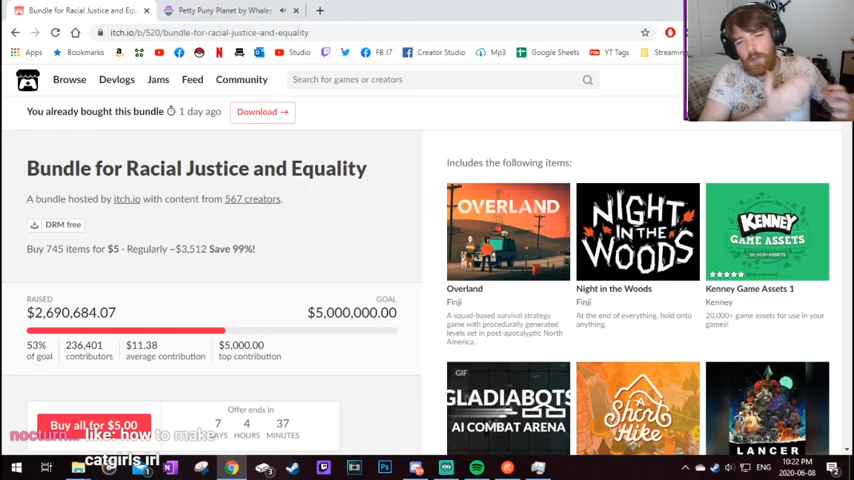 Bundle for Racial Justice and Equ
Petty Puny Planet by Whales
itch.io/b/520/bundle-for-racial-justice-and-equality
Apps
Bookmarks
Studio
FB J7
Creator Studio
Mp3
Google Sheets
YT Tags
Streaming
Browse
Devlogs
Jams
Feed
Community
Search for games or creators
You already bought this bundle 1 day ago
Download →
Bundle for Racial Justice and Equality
A bundle hosted by itch.io with content from 567 creators.
DRM free
Buy 745 items for $5 · Regularly ~$3,512 Save 99%!
RAISED
GOAL
$2,690,684.07
$5,000,000.00
53%
of goal
236,401
contributors
$11.38
average contribution
$5,000.00
top contribution
Buy all for $5.00
Offer ends in
7
DAYS
4
HOURS
37
MINUTES
nocturn... like: how to make
catgirls irl
Includes the following items:
OVERLAND
NIGHT
IN THE
WOODS
KENNEY
GAME ASSETS
20,000+ ASSETS
Overland
Finji
A squad-based survival strategy
game with procedurally generated
levels set in post-apocalyptic North
America.
Night in the Woods
Finji
At the end of everything, hold onto
anything.
Kenney Game Assets 1
Kenney
20,000+ game assets for use in your
games!
GIF
GLADIABOTS
AI COMBAT ARENA
A
Short
Hike
LANCER
ENG
10:22 PM
2020-06-08
2